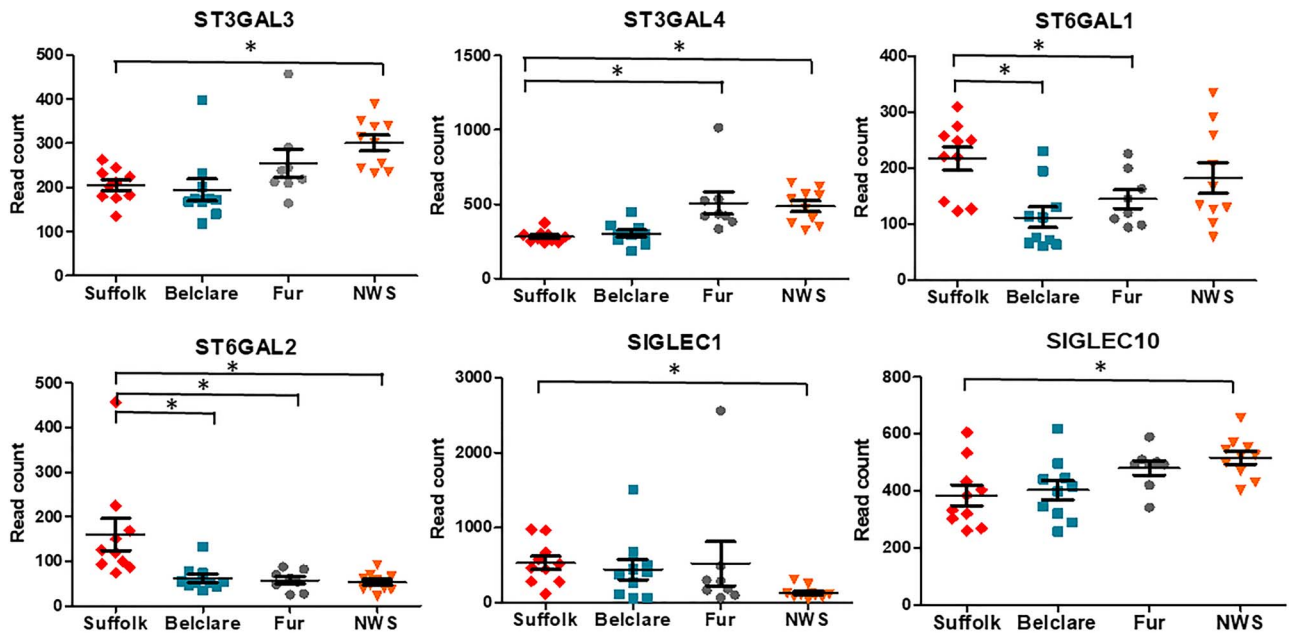 ST3GAL3
*
Read count
500
400
300
200
100
0
Suffolk Belclare Fur NWS
ST3GAL4
*
*
Read count
1500
1000
500
0
Suffolk Belclare Fur NWS
ST6GAL1
*
*
Read count
400
300
200
100
0
Suffolk Belclare Fur NWS
ST6GAL2
*
*
*
Read count
500
400
300
200
100
0
Suffolk Belclare Fur NWS
SIGLEC1
*
Read count
3000
2000
1000
0
Suffolk Belclare Fur NWS
SIGLEC10
*
Read count
800
600
400
200
0
Suffolk Belclare Fur NWS